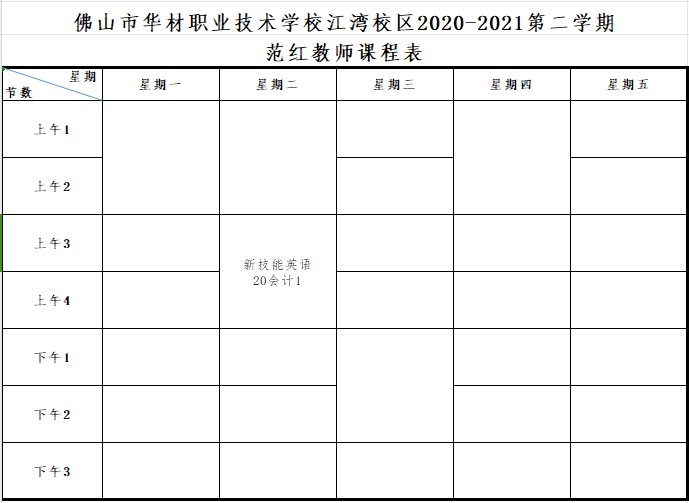 佛山市华材职业技术学校江湾校区2020-2021第二学期
范红教师课程表
星期
节数
星期一
星期二
星期三
星期四
星期五
上午1
上午2
上午3
新技能英语
20会计1
上午4
下午1
下午2
下午3